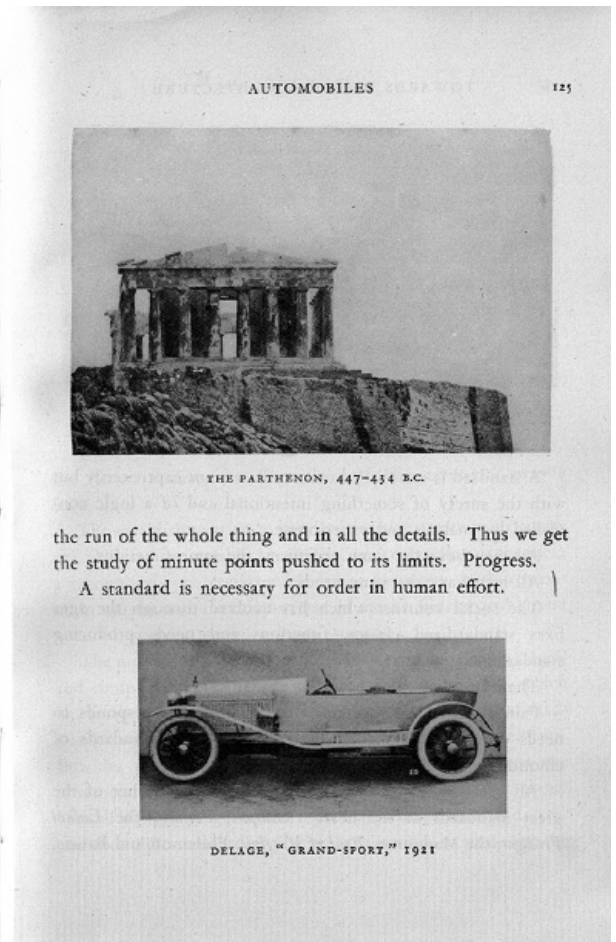 AUTOMOBILES 125
THE PARTHENON, 447–434 B.C.
the run of the whole thing and in all the details. Thus we get
the study of minute points pushed to its limits. Progress.
A standard is necessary for order in human effort.
DELAGE, “GRAND-SPORT,” 1921